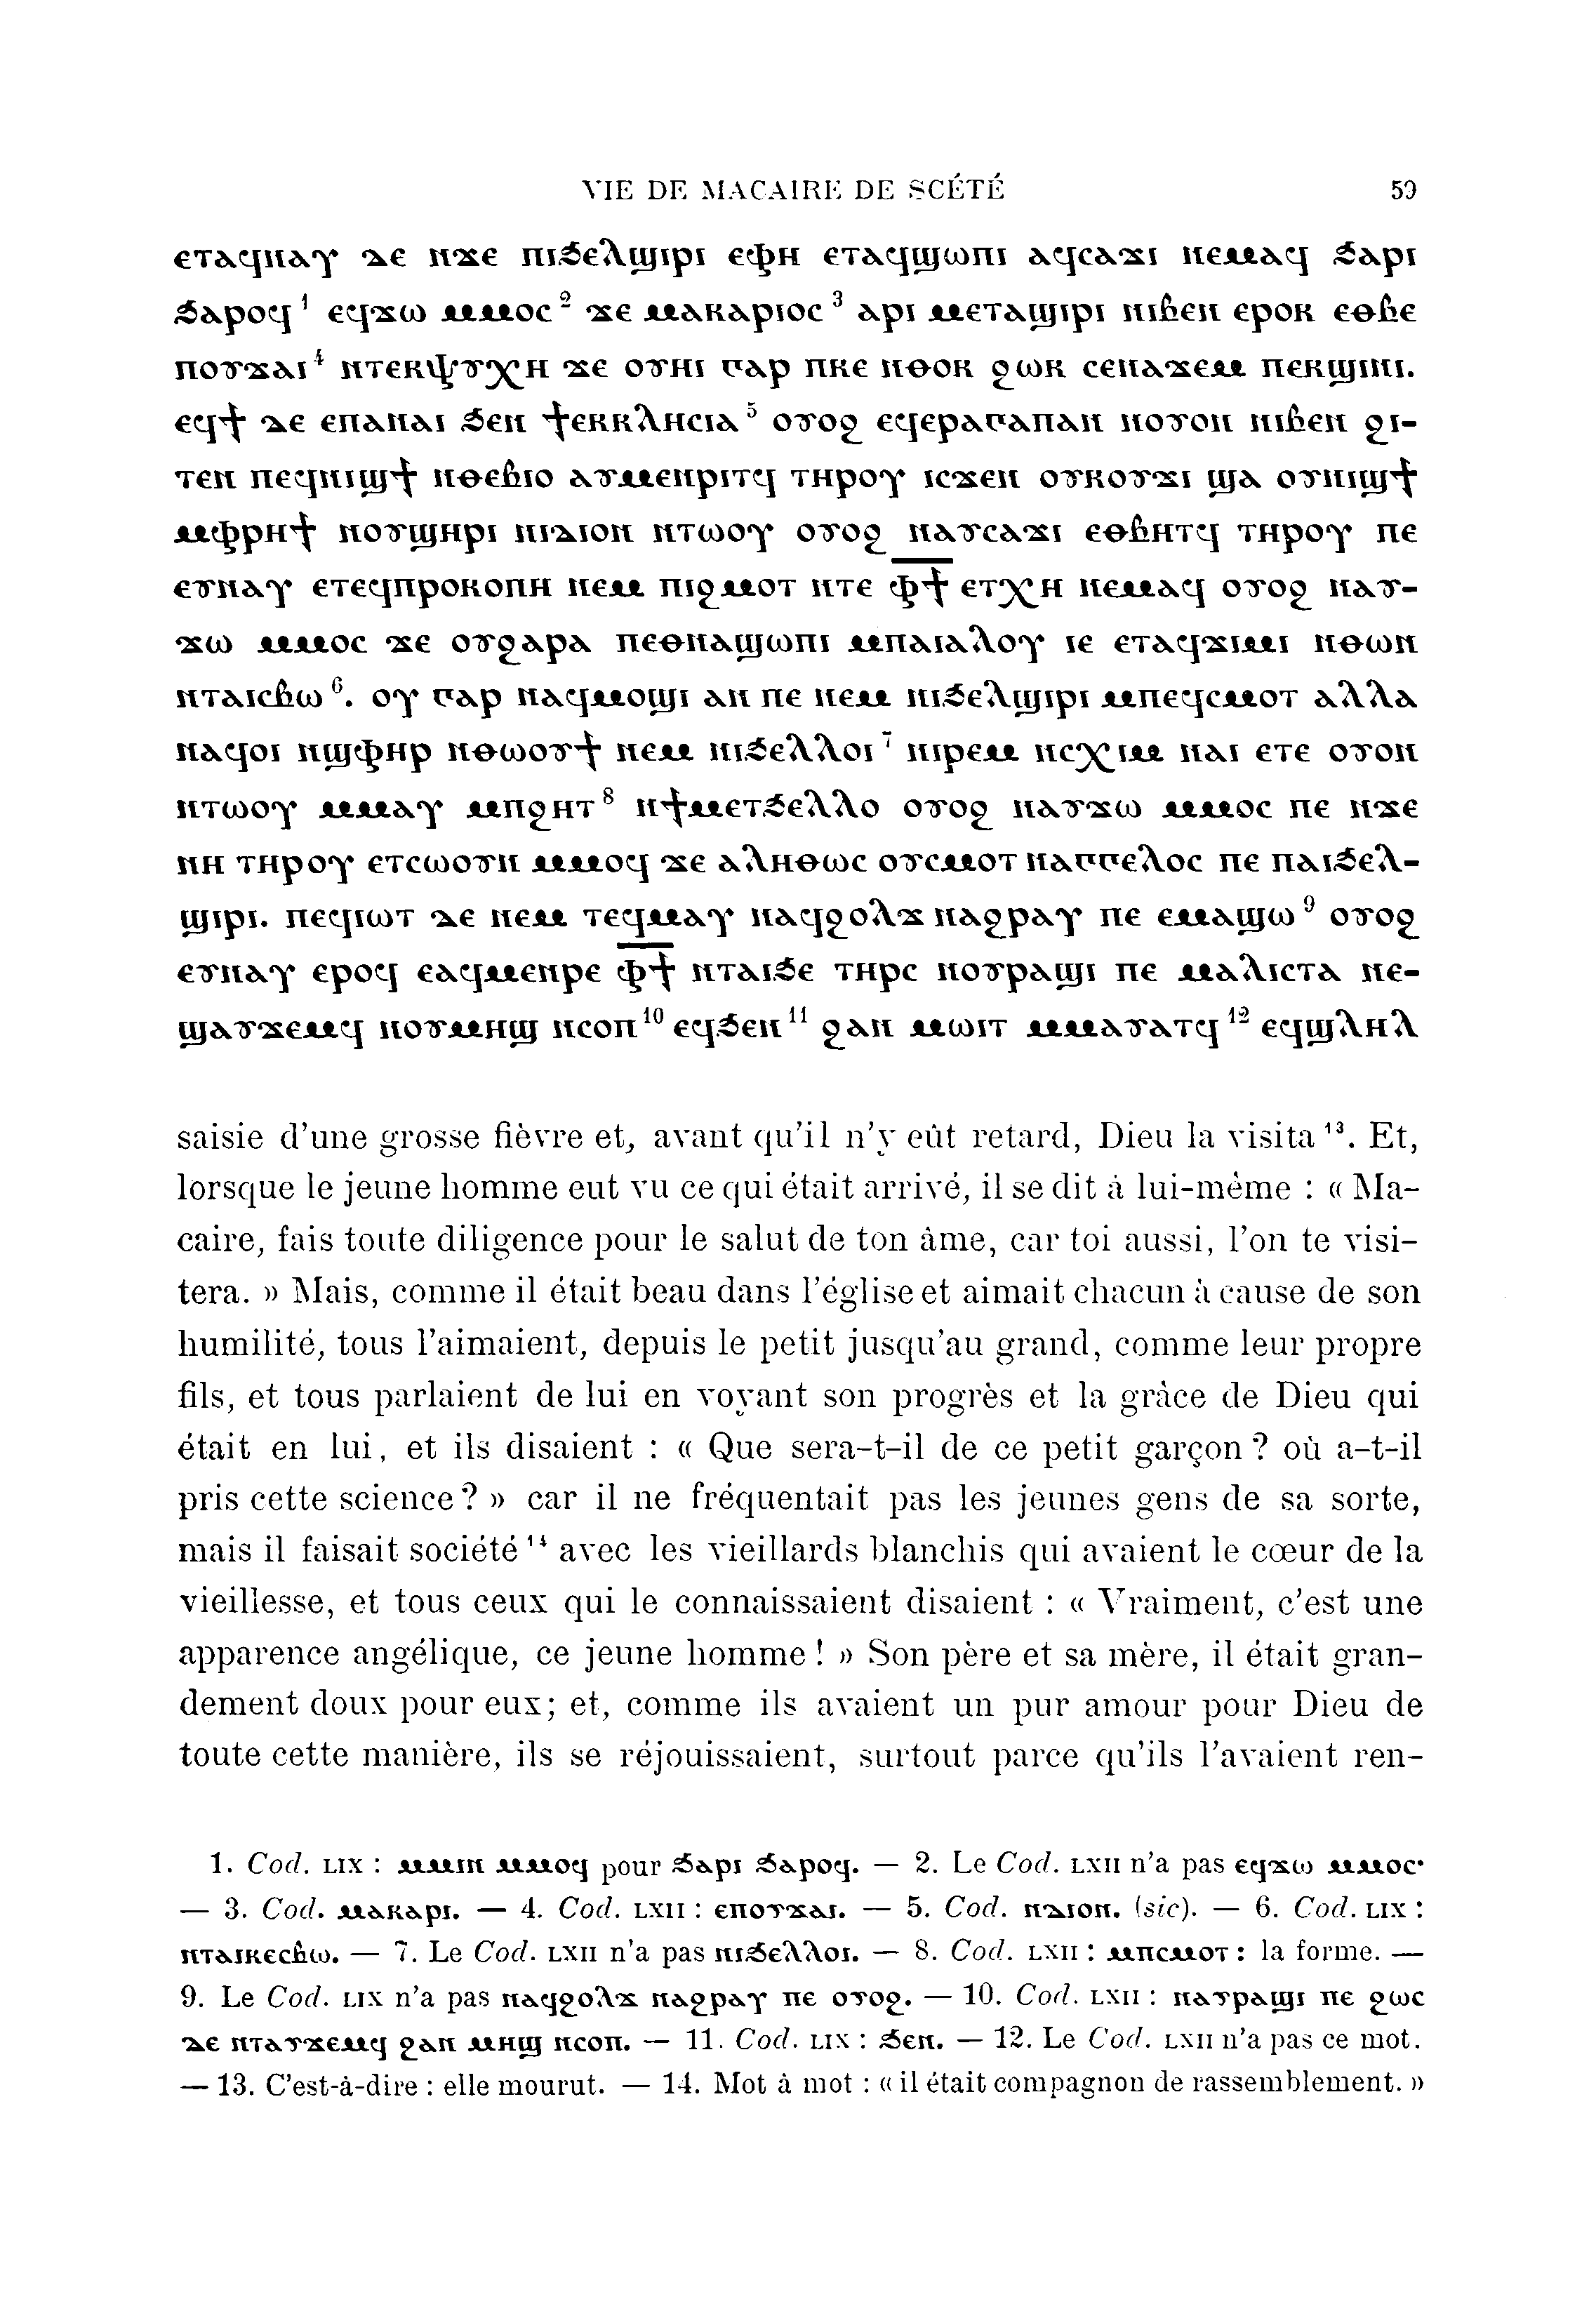 VIE DE MACAIRE DE SCÉTÉ 59
ⲉⲧⲁϥⲛⲁⲩ ⲇⲉ ⲛϫⲉ ⲡⲓϧⲉⲗϣⲓⲣⲓ ⲉⲫⲏ ⲉⲧⲁϥϣⲱⲡⲓ ⲁϥⲥⲁϫⲓ ⲛⲉⲙⲁϥ ϧⲁⲣⲓ
ϧⲁⲣⲟϥ ¹ ⲉϥϫⲱ ⲙⲙⲟⲥ ² ϫⲉ ⲙⲁⲕⲁⲣⲓⲟⲥ ³ ⲁⲣⲓ ⲙⲉⲧⲁϣⲓⲣⲓ ⲛⲓⲃⲉⲛ ⲉⲣⲟⲕ ⲉⲑⲃⲉ
ⲡⲟⲩϫⲁⲓ ⁴ ⲛⲧⲉⲕⲯⲩⲭⲏ ϫⲉ ⲟⲩⲏⲓ ⲅⲁⲣ ⲡⲕⲉ ⲛⲑⲟⲕ ϩⲱⲕ ⲥⲉⲛⲁϫⲉⲙ ⲡⲉⲕϣⲓⲛⲓ.
ⲉϥϯ ⲇⲉ ⲉⲡⲁⲛⲁⲓ ϧⲉⲛ ϯⲉⲕⲕⲗⲏⲥⲓⲁ ⁵ ⲟⲩⲟϩ ⲉϥⲉⲣⲁⲅⲁⲡⲁⲛ ⲛⲟⲩⲟⲛ ⲛⲓⲃⲉⲛ ϩⲓ-
ⲧⲉⲛ ⲡⲉϥⲛⲓϣϯ ⲛⲑⲉⲃⲓⲟ ⲁⲩⲙⲉⲛⲣⲓⲧϥ ⲧⲏⲣⲟⲩ ⲓⲥϫⲉⲛ ⲟⲩⲕⲟⲩϫⲓ ϣⲁ ⲟⲩⲛⲓϣϯ
ⲙⲫⲣⲏϯ ⲛⲟⲩϣⲏⲣⲓ ⲛⲓⲇⲓⲟⲛ ⲛⲧⲱⲟⲩ ⲟⲩⲟϩ ⲛⲁⲩⲥⲁϫⲓ ⲉⲑⲃⲏⲧϥ ⲧⲏⲣⲟⲩ ⲡⲉ
ⲉⲩⲛⲁⲩ ⲉⲧⲉϥⲡⲣⲟⲕⲟⲡⲏ ⲛⲉⲙ ⲡⲓϩⲙⲟⲧ ⲛⲧⲉ ⲫ̅ϯ̅ ⲉⲧⲭⲏ ⲛⲉⲙⲁϥ ⲟⲩⲟϩ ⲛⲁⲩ-
ϫⲱ ⲙⲙⲟⲥ ϫⲉ ⲟⲩϩⲁⲣⲁ ⲡⲉⲑⲛⲁϣⲱⲡⲓ ⲙⲡⲁⲓⲁⲗⲟⲩ ⲓⲉ ⲉⲧⲁϥϫⲓⲙⲓ ⲛⲑⲱⲛ
ⲛⲧⲁⲓⲥⲃⲱ ⁶. ⲟⲩ ⲅⲁⲣ ⲛⲁϥⲙⲟϣⲓ ⲁⲛ ⲡⲉ ⲛⲉⲙ ⲛⲓϧⲉⲗϣⲓⲣⲓ ⲙⲡⲉϥⲥⲙⲟⲧ ⲁⲗⲗⲁ
ⲛⲁϥⲟⲓ ⲛϣⲫⲏⲣ ⲛⲑⲱⲟⲩϯ ⲛⲉⲙ ⲛⲓϧⲉⲗⲗⲟⲓ ⁷ ⲛⲓⲣⲉⲙ ⲛⲥⲭⲓⲙ ⲛⲁⲓ ⲉⲧⲉ ⲟⲩⲟⲛ
ⲛⲧⲱⲟⲩ ⲙⲙⲁⲩ ⲙⲡϩⲏⲧ ⁸ ⲛϯⲙⲉⲧϧⲉⲗⲗⲟ ⲟⲩⲟϩ ⲛⲁⲩϫⲱ ⲙⲙⲟⲥ ⲡⲉ ⲛϫⲉ
ⲛⲏ ⲧⲏⲣⲟⲩ ⲉⲧⲥⲱⲟⲩⲛ ⲙⲙⲟϥ ϫⲉ ⲁⲗⲏⲑⲱⲥ ⲟⲩⲥⲙⲟⲧ ⲛⲁⲅⲅⲉⲗⲟⲥ ⲡⲉ ⲡⲁⲓϧⲉⲗ-
ϣⲓⲣⲓ. ⲡⲉϥⲓⲱⲧ ⲇⲉ ⲛⲉⲙ ⲧⲉϥⲙⲁⲩ ⲛⲁϥϩⲟⲗϫ ⲛⲁϩⲣⲁⲩ ⲡⲉ ⲉⲙⲁϣⲱ ⁹ ⲟⲩⲟϩ
ⲉⲩⲛⲁⲩ ⲉⲣⲟϥ ⲉⲁϥⲙⲉⲛⲣⲉ ⲫ̅ϯ̅ ⲛⲧⲁⲓϧⲉ ⲧⲏⲣⲥ ⲛⲟⲩⲣⲁϣⲓ ⲡⲉ ⲙⲁⲗⲓⲥⲧⲁ ⲛⲉ-
ϣⲁⲩϫⲉⲙϥ ⲛⲟⲩⲙⲏϣ ⲛⲥⲟⲡ ¹⁰ ⲉϥϧⲉⲛ ¹¹ ϩⲁⲛ ⲙⲱⲓⲧ ⲙⲙⲁⲩⲁⲧϥ ¹² ⲉϥϣⲗⲏⲗ
saisie d'une grosse fièvre et, avant qu'il n'y eût retard, Dieu la visita ¹³. Et,
lorsque le jeune homme eut vu ce qui était arrivé, il se dit à lui-même : « Ma-
caire, fais toute diligence pour le salut de ton âme, car toi aussi, l'on te visi-
tera. » Mais, comme il était beau dans l'église et aimait chacun à cause de son
humilité, tous l'aimaient, depuis le petit jusqu'au grand, comme leur propre
fils, et tous parlaient de lui en voyant son progrès et la grâce de Dieu qui
était en lui, et ils disaient : « Que sera-t-il de ce petit garçon ? où a-t-il
pris cette science ? » car il ne fréquentait pas les jeunes gens de sa sorte,
mais il faisait société ¹⁴ avec les vieillards blanchis qui avaient le cœur de la
vieillesse, et tous ceux qui le connaissaient disaient : « Vraiment, c'est une
apparence angélique, ce jeune homme ! » Son père et sa mère, il était gran-
dement doux pour eux; et, comme ils avaient un pur amour pour Dieu de
toute cette manière, ils se réjouissaient, surtout parce qu'ils l'avaient ren-
1. Cod. LIX : ⲙⲙⲓⲛ ⲙⲙⲟϥ pour ϧⲁⲣⲓ ϧⲁⲣⲟϥ. — 2. Le Cod. LXII n'a pas ⲉϥϫⲱ ⲙⲙⲟⲥ·
— 3. Cod. ⲙⲁⲕⲁⲣⲓ. — 4. Cod. LXII : ⲉⲡⲟⲩϫⲁⲓ. — 5. Cod. ⲛⲇⲓⲟⲛ. (sic). — 6. Cod. LIX :
ⲛⲧⲁⲓⲕⲉⲥⲃⲱ. — 7. Le Cod. LXII n'a pas ⲛⲓϧⲉⲗⲗⲟⲓ. — 8. Cod. LXII : ⲙⲡⲥⲙⲟⲧ : la forme. —
9. Le Cod. LIX n'a pas ⲛⲁϥϩⲟⲗϫ ⲛⲁϩⲣⲁⲩ ⲡⲉ ⲟⲩⲟϩ. — 10. Cod. LXII : ⲛⲁⲩⲣⲁϣⲓ ⲡⲉ ϩⲱⲥ
ⲇⲉ ⲛⲧⲁⲩϫⲉⲙϥ ϩⲁⲛ ⲙⲏϣ ⲛⲥⲟⲡ. — 11. Cod. LIX : ϧⲉⲛ. — 12. Le Cod. LXII n'a pas ce mot.
— 13. C'est-à-dire : elle mourut. — 14. Mot à mot : « il était compagnon de rassemblement. »